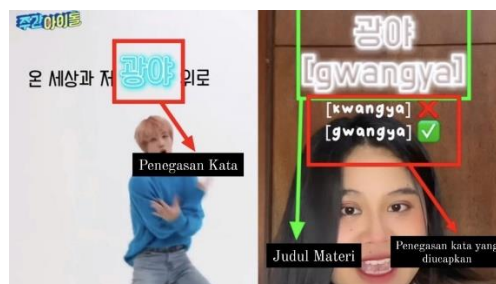 주간아이돌
온 세상과 저 광야 위로
Penegasan Kata
광야
[gwangya]
[kwangya] ❌
[gwangya] ✅
Judul Materi
Penegasan kata yang
diucapkan